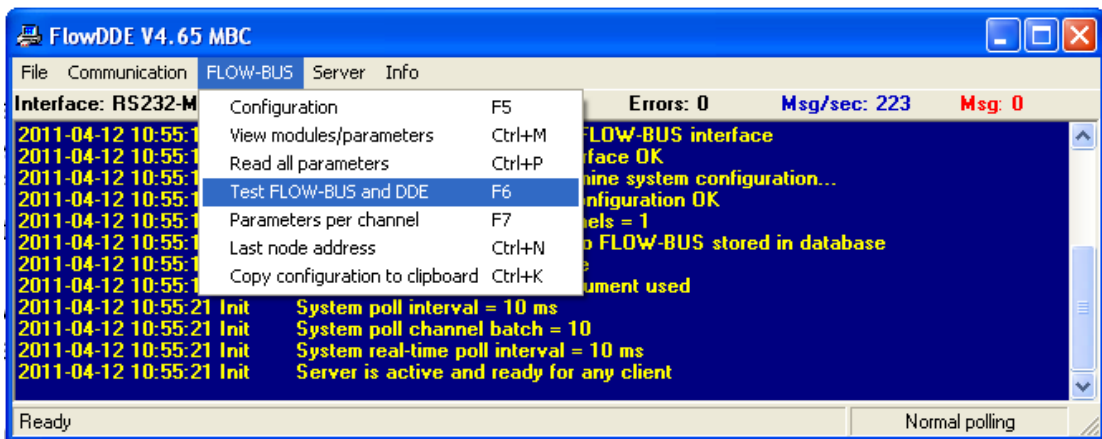 FlowDDE V4.65 MBC
File Communication FLOW-BUS Server Info
Interface: RS232-M Errors: 0 Msg/sec: 223 Msg: 0
Configuration F5
View modules/parameters Ctrl+M
Read all parameters Ctrl+P
Test FLOW-BUS and DDE F6
Parameters per channel F7
Last node address Ctrl+N
Copy configuration to clipboard Ctrl+K
2011-04-12 10:55:1 FLOW-BUS interface
2011-04-12 10:55:1 rface OK
2011-04-12 10:55:1 mine system configuration...
2011-04-12 10:55:1 nfiguration OK
2011-04-12 10:55:1 nels = 1
2011-04-12 10:55:1 o FLOW-BUS stored in database
2011-04-12 10:55:1
2011-04-12 10:55:1 ument used
2011-04-12 10:55:21 Init System poll interval = 10 ms
2011-04-12 10:55:21 Init System poll channel batch = 10
2011-04-12 10:55:21 Init System real-time poll interval = 10 ms
2011-04-12 10:55:21 Init Server is active and ready for any client
Ready Normal polling